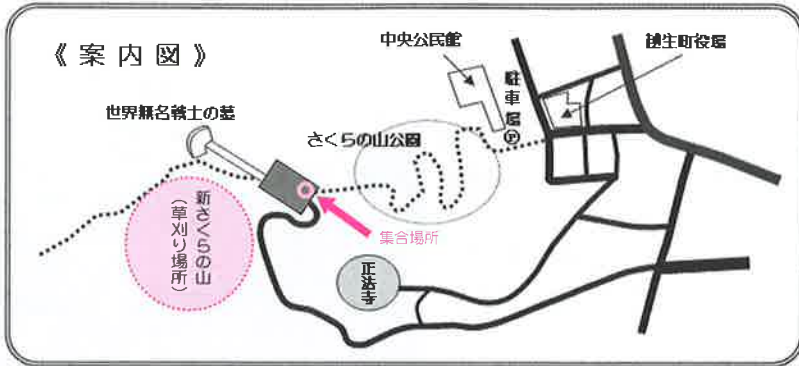 《案内図》
中央公民館
越生町役場
世界無名戦士の墓
駐車場
Ⓟ
さくらの山公園
新さくらの山
(草刈り場所)
集合場所
正法寺